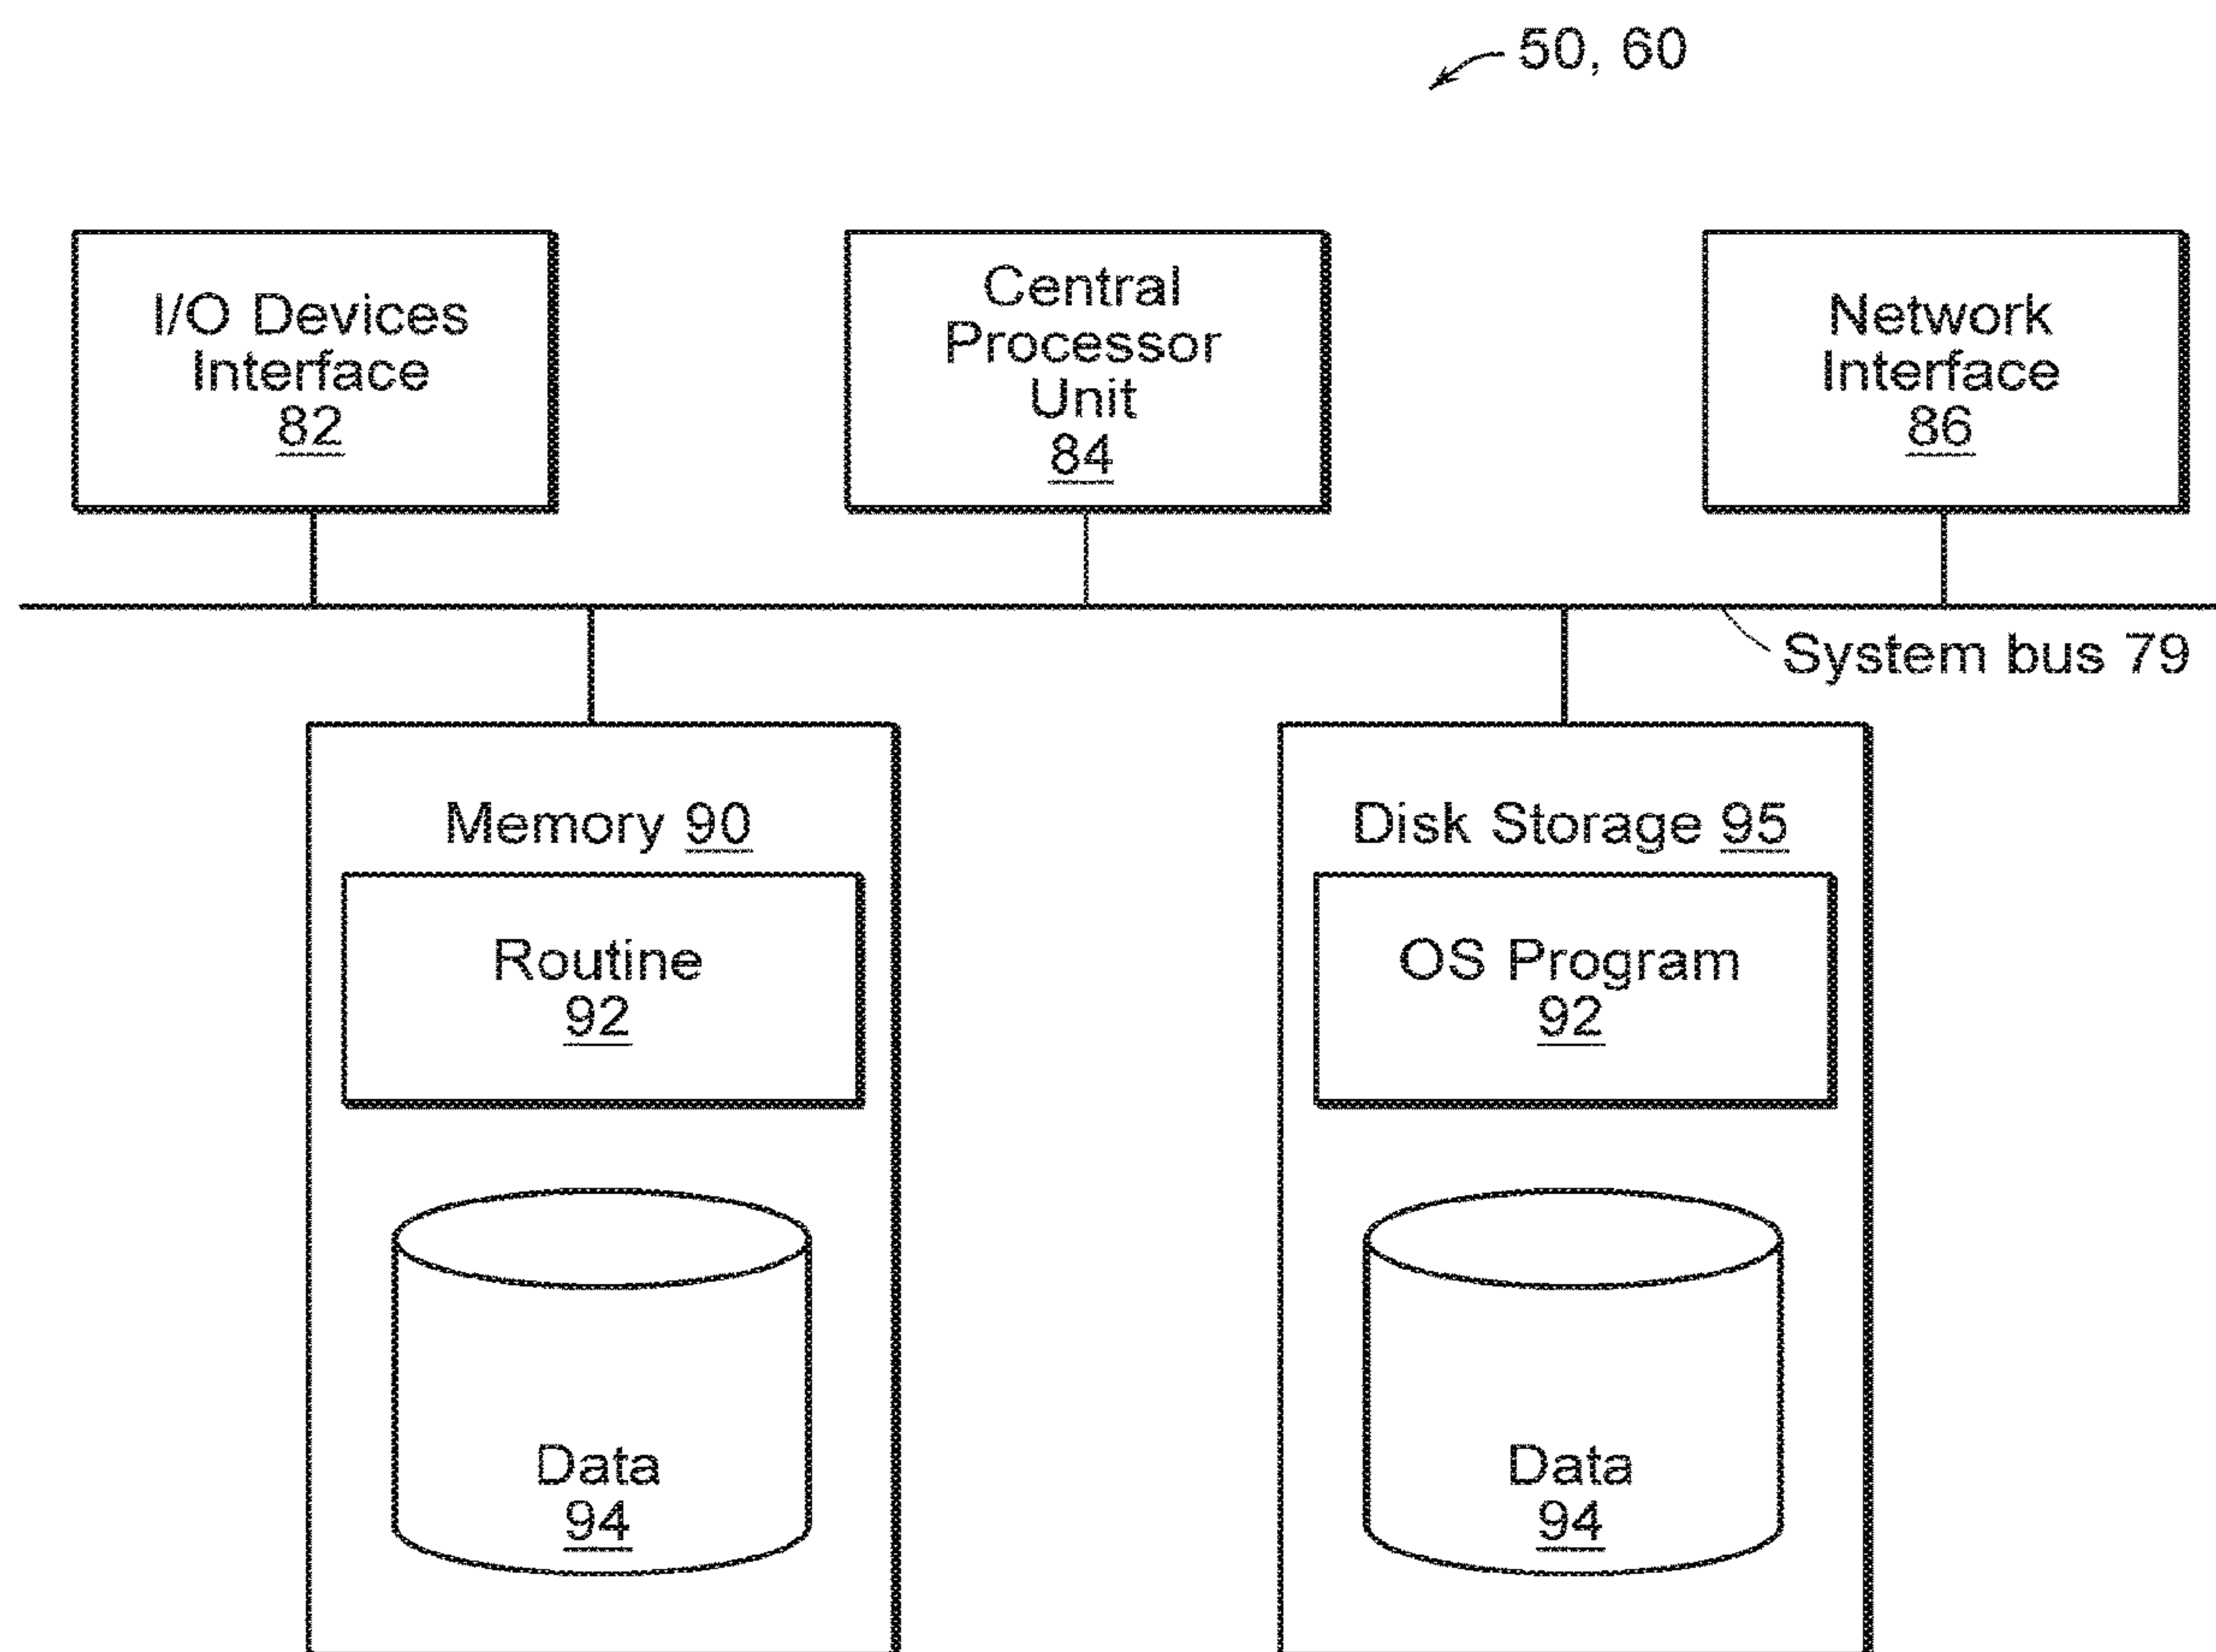 50, 60
I/O Devices
Interface
82
Central
Processor
Unit
84
Network
Interface
86
System bus 79
Memory 90
Routine
92
Data
94
Disk Storage 95
OS Program
92
Data
94